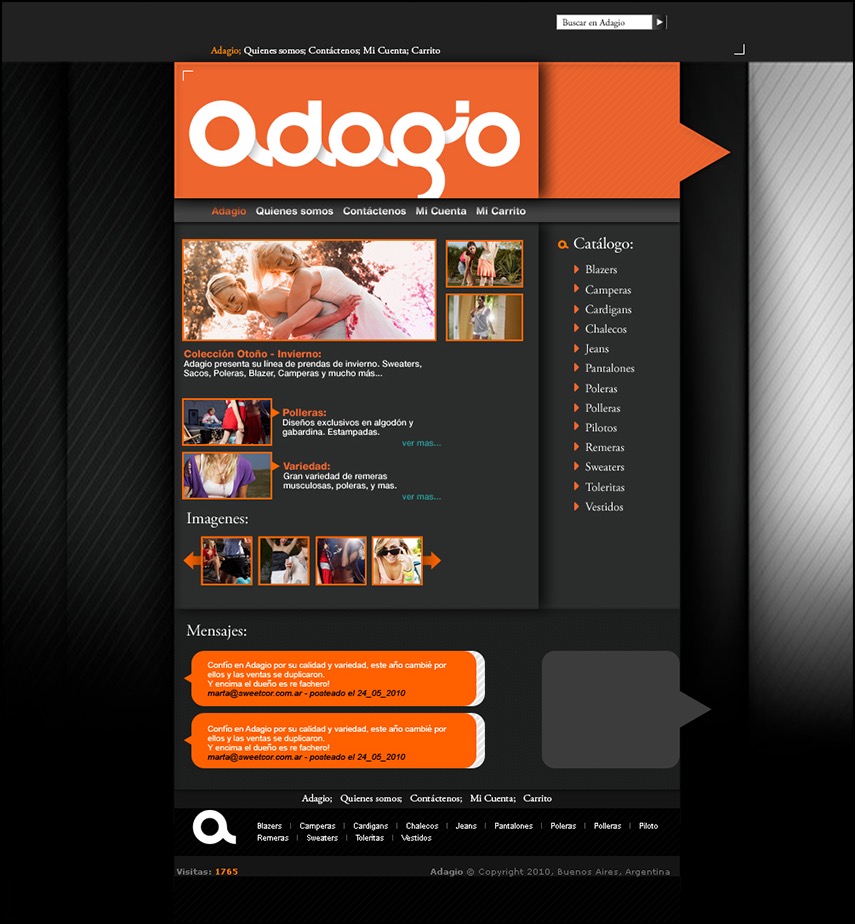 Buscar en Adagio
Adagio; Quienes somos; Contáctenos; Mi Cuenta; Carrito
adagio
Adagio Quienes somos Contáctenos Mi Cuenta Mi Carrito
Colección Otoño - Invierno:
Adagio presenta su línea de prendas de invierno. Sweaters,
Sacos, Poleras, Blazer, Camperas y mucho más...
Polleras:
Diseños exclusivos en algodón y
gabardina. Estampadas.
ver mas...
Variedad:
Gran variedad de remeras
musculosas, poleras, y mas.
ver mas...
Imagenes:
a Catálogo:
Blazers
Camperas
Cardigans
Chalecos
Jeans
Pantalones
Poleras
Polleras
Pilotos
Remeras
Sweaters
Toleritas
Vestidos
Mensajes:
Confío en Adagio por su calidad y variedad, este año cambié por
ellos y las ventas se duplicaron.
Y encima el dueño es re fachero!
marta@sweetcor.com.ar - posteado el 24_05_2010
Confío en Adagio por su calidad y variedad, este año cambié por
ellos y las ventas se duplicaron.
Y encima el dueño es re fachero!
marta@sweetcor.com.ar - posteado el 24_05_2010
Adagio; Quienes somos; Contáctenos; Mi Cuenta; Carrito
a
Blazers | Camperas | Cardigans | Chalecos | Jeans | Pantalones | Poleras | Polleras | Piloto
Remeras | Sweaters | Toleritas | Vestidos
Visitas: 1765
Adagio © Copyright 2010, Buenos Aires, Argentina